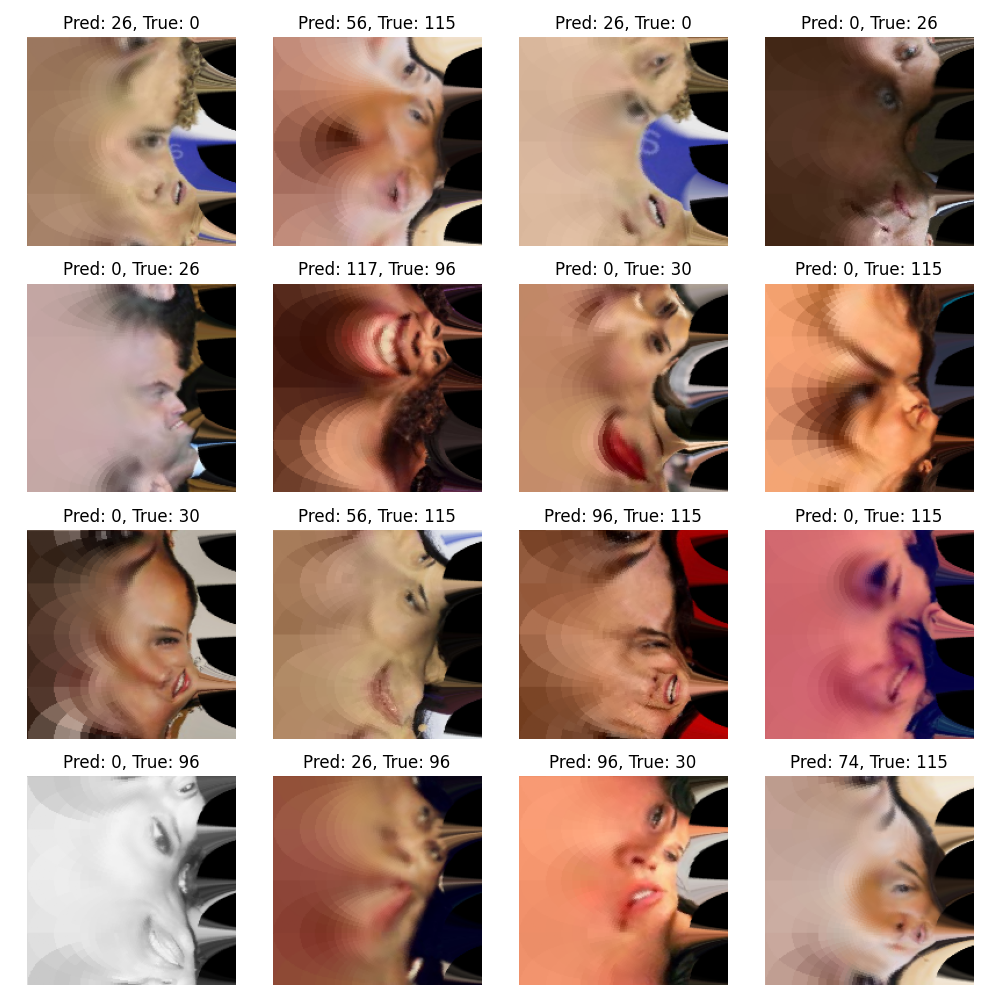 Pred: 26, True: 0
Pred: 56, True: 115
Pred: 26, True: 0
Pred: 0, True: 26
S
S
Pred: 0, True: 26
Pred: 117, True: 96
Pred: 0, True: 30
Pred: 0, True: 115
Pred: 0, True: 30
Pred: 56, True: 115
Pred: 96, True: 115
Pred: 0, True: 115
Pred: 0, True: 96
Pred: 26, True: 96
Pred: 96, True: 30
Pred: 74, True: 115